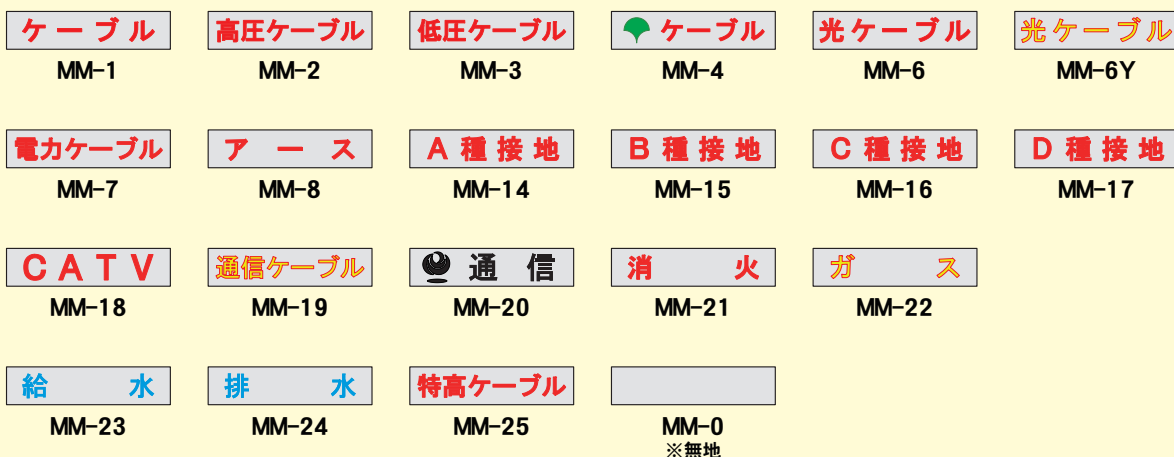 ケーブル 高圧ケーブル 低圧ケーブル ケーブル 光ケーブル 光ケーブル
MM-1 MM-2 MM-3 MM-4 MM-6 MM-6Y
電力ケーブル アース A種接地 B種接地 C種接地 D種接地
MM-7 MM-8 MM-14 MM-15 MM-16 MM-17
CATV 通信ケーブル 通信 消火 ガス
MM-18 MM-19 MM-20 MM-21 MM-22
給水 排水 特高ケーブル
MM-23 MM-24 MM-25 MM-0
※無地